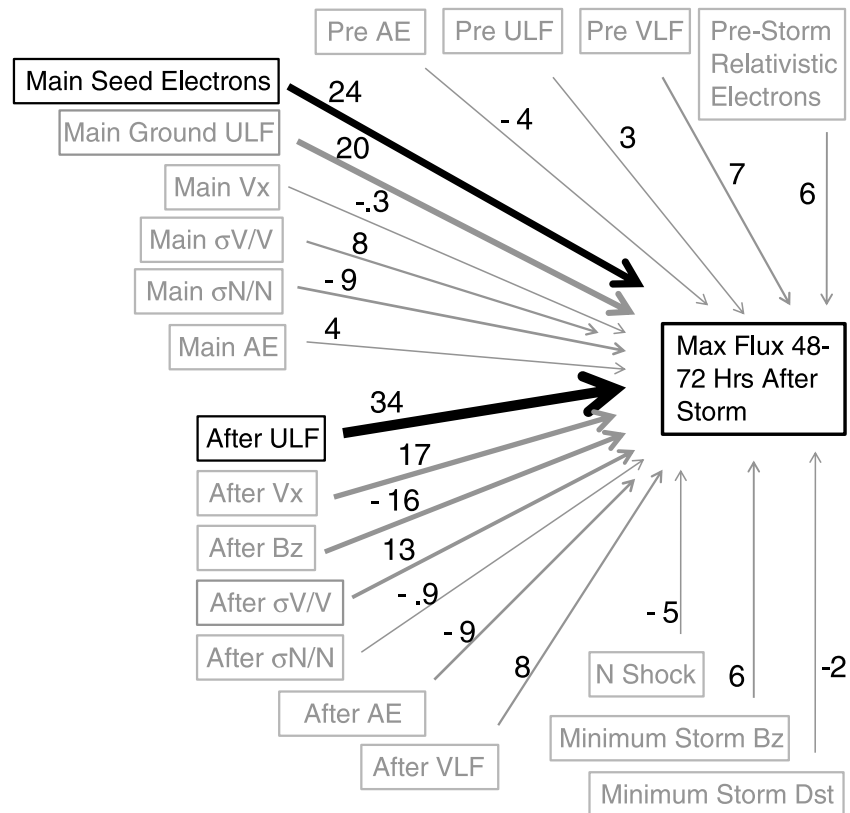 Pre AE
Pre ULF
Pre VLF
Pre-Storm
Relativistic
Electrons
Main Seed Electrons
24
Main Ground ULF
20
- 4
3
7
6
Main Vx
-.3
Main σV/V
8
Main σN/N
- 9
Main AE
4
Max Flux 48-
72 Hrs After
Storm
34
After ULF
17
After Vx
- 16
After Bz
13
After σV/V
- .9
After σN/N
- 9
8
- 5
6
-2
N Shock
After AE
Minimum Storm Bz
After VLF
Minimum Storm Dst